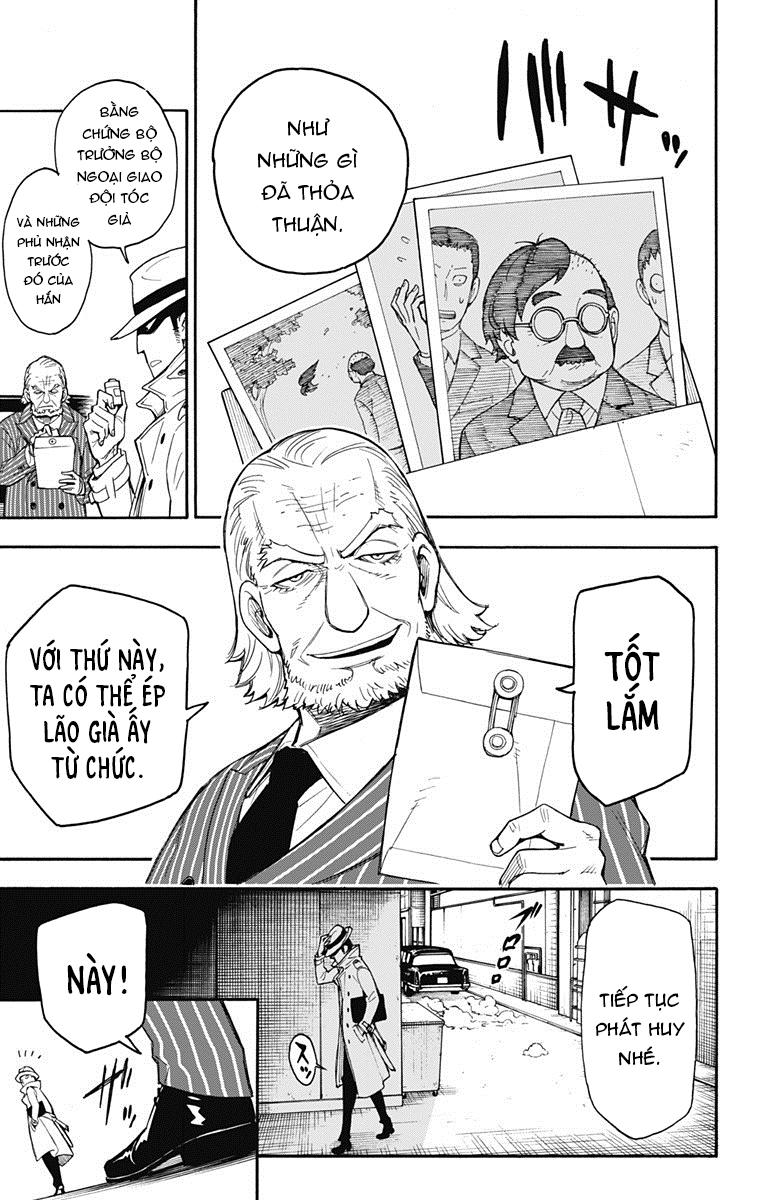 NHƯ
NHỮNG GÌ
ĐÃ THỎA
THUẬN.
BẰNG
CHỨNG BỘ
TRƯỞNG BỘ
NGOẠI GIAO
ĐỘI TÓC
GIẢ
VÀ NHỮNG
PHỦ NHẬN
TRƯỚC
ĐÓ CỦA
HẮN
TỐT
LẮM
VỚI THỨ NÀY,
TA CÓ THỂ ÉP
LÃO GIÀ ẤY
TỪ CHỨC.
TIẾP TỤC
PHÁT HUY
NHÉ.
スッ
NÀY!